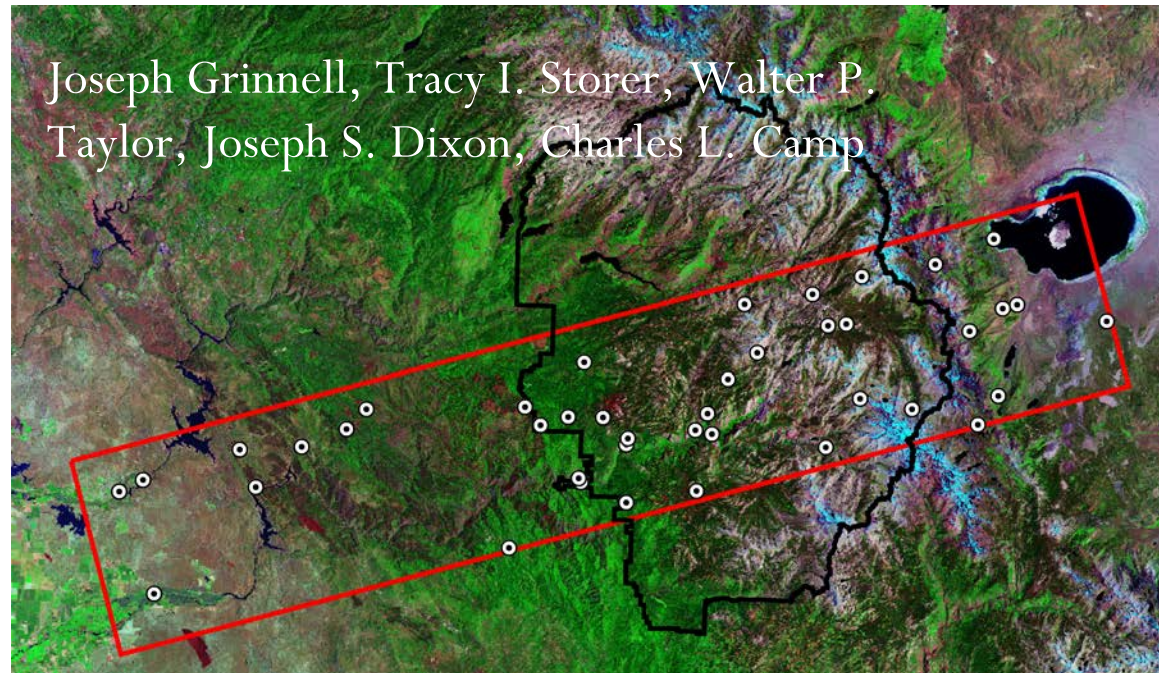 Joseph Grinnell, Tracy I. Storer, Walter P.
Taylor, Joseph S. Dixon, Charles L. Camp